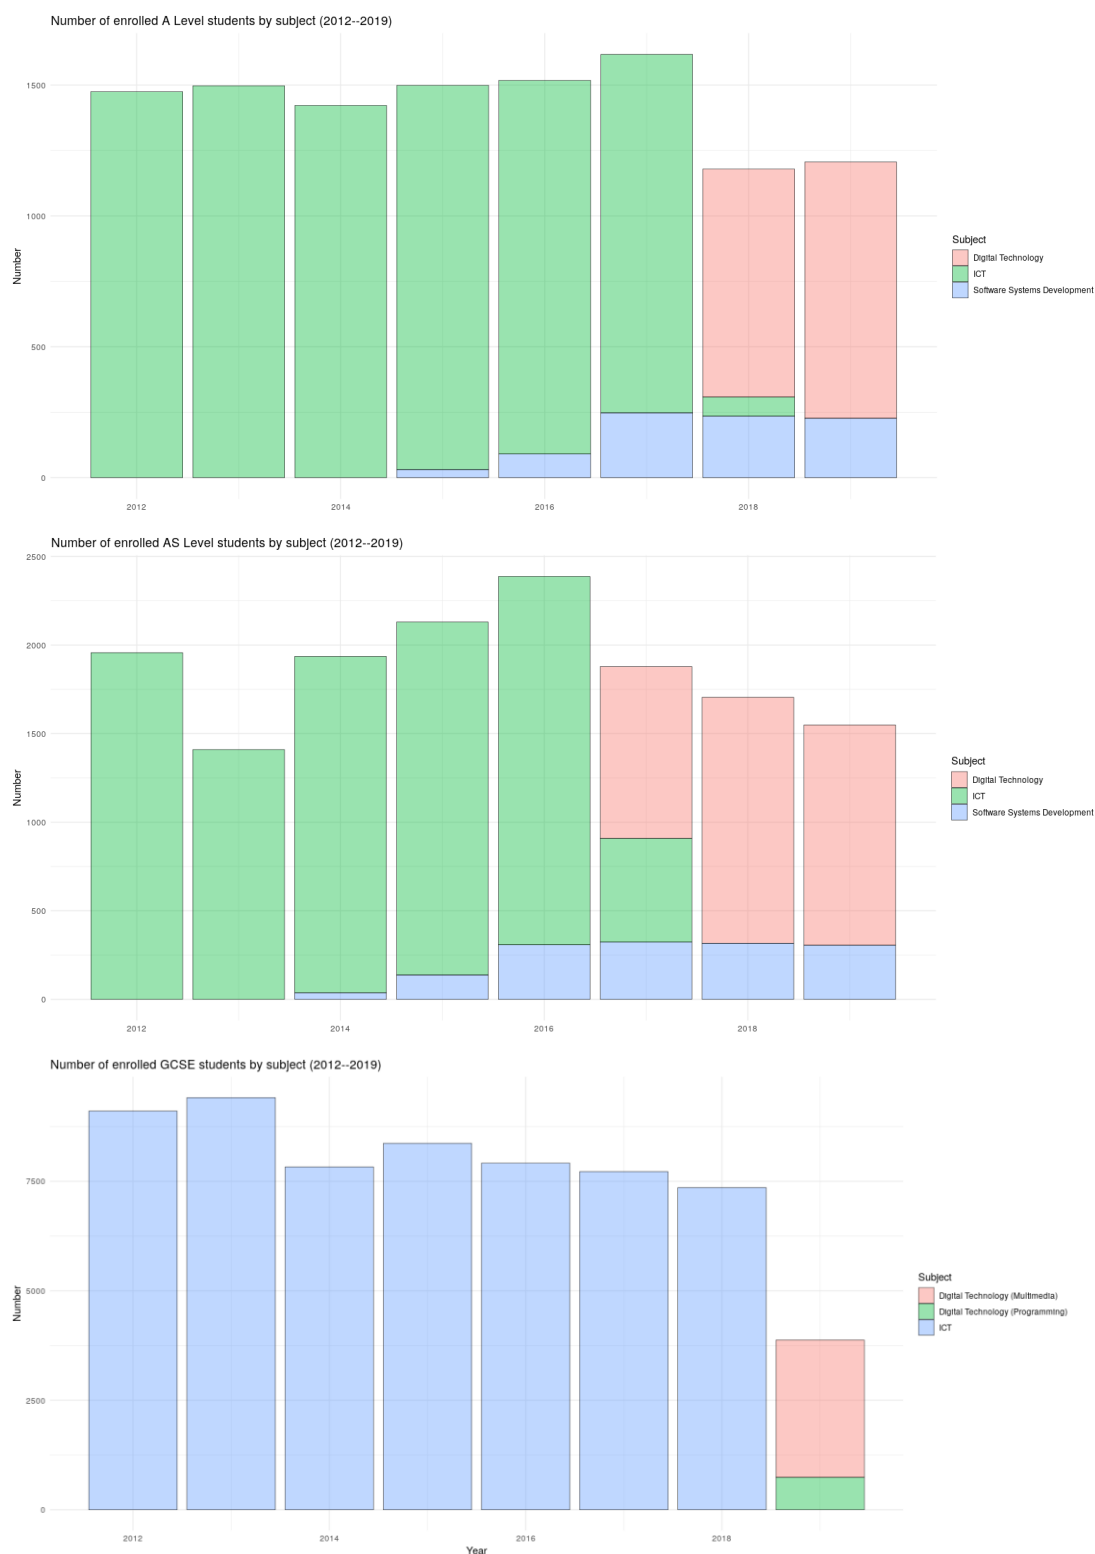 Number of enrolled A Level students by subject (2012--2019)
1500
1000
500
0
Number
2012
2014
2016
2018
Subject
Digital Technology
ICT
Software Systems Development
Number of enrolled AS Level students by subject (2012--2019)
2500
2000
1500
1000
500
0
Number
2012
2014
2016
2018
Subject
Digital Technology
ICT
Software Systems Development
Number of enrolled GCSE students by subject (2012--2019)
7500
5000
2500
0
Number
2012
2014
2016
2018
Year
Subject
Digital Technology (Multimedia)
Digital Technology (Programming)
ICT